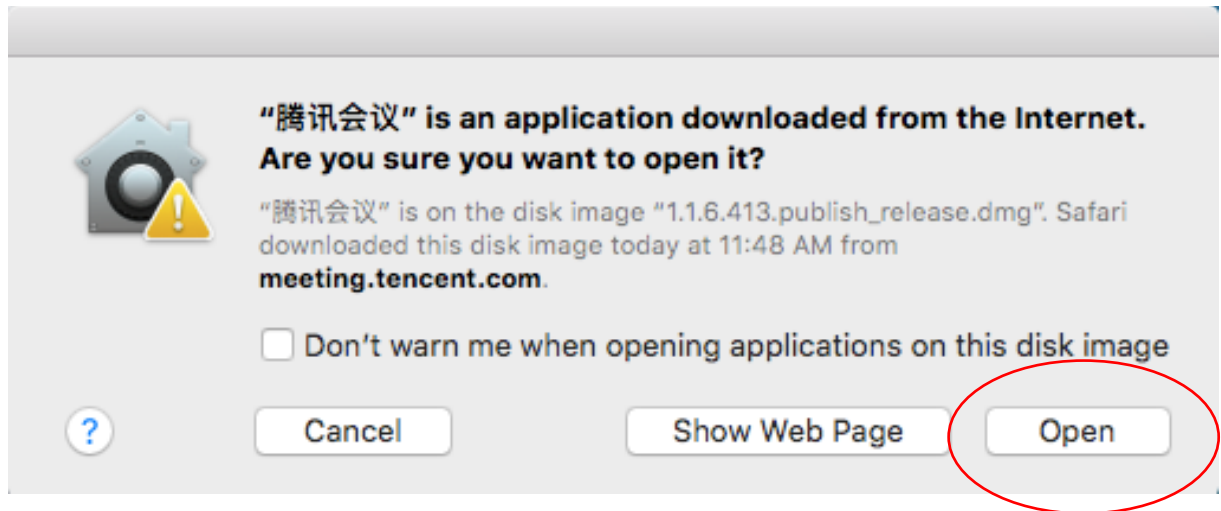 “腾讯会议” is an application downloaded from the Internet.
Are you sure you want to open it?
“腾讯会议” is on the disk image “1.1.6.413.publish_release.dmg”. Safari
downloaded this disk image today at 11:48 AM from
meeting.tencent.com.
Don’t warn me when opening applications on this disk image
? Cancel Show Web Page Open